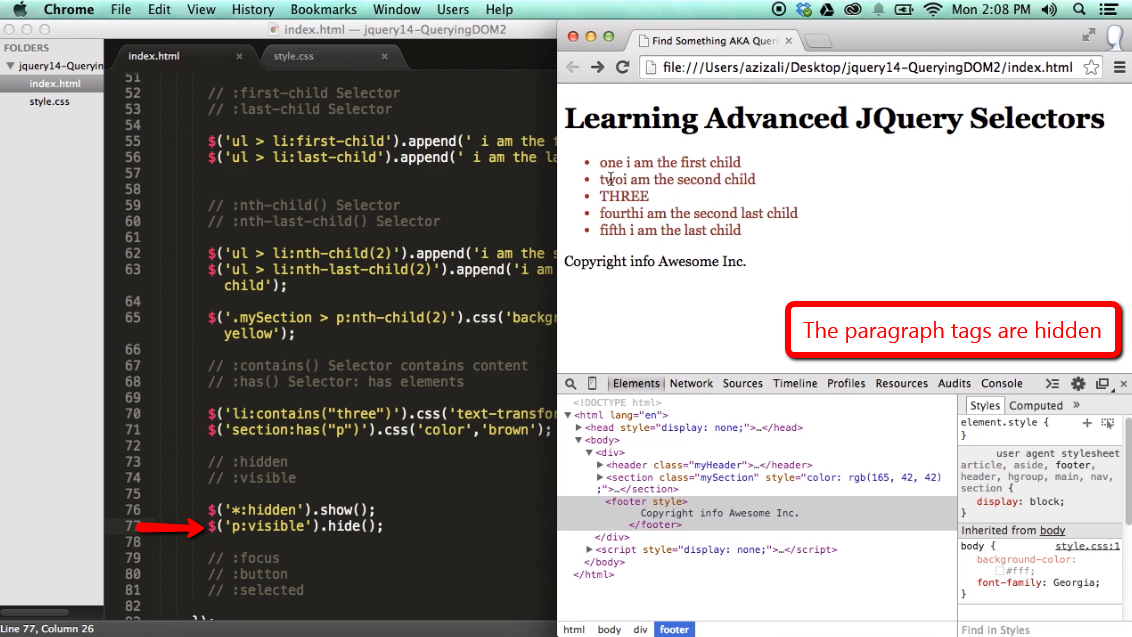 Chrome File Edit View History Bookmarks Window Users Help Mon 2:08 PM
index.html — jquery14-QueryingDOM2
FOLDERS
jquery14-Queryin
index.html
style.css
index.html × style.css ×
51
52 // :first-child Selector
53 // :last-child Selector
54
55 $('ul > li:first-child').append(' i am the f
56 $('ul > li:last-child').append(' i am the la
57
58
59 // :nth-child() Selector
60 // :nth-last-child() Selector
61
62 $('ul > li:nth-child(2)').append('i am the s
63 $('ul > li:nth-last-child(2)').append('i am
child');
64
65 $('.mySection > p:nth-child(2)').css('backg
yellow');
66
67 // :contains() Selector contains content
68 // :has() Selector: has elements
69
70 $('li:contains("three")').css('text-transfo
71 $('section:has("p")').css('color','brown');
72
73 // :hidden
74 // :visible
75
76 $('*:hidden').show();
77 $('p:visible').hide();
78
79 // :focus
80 // :button
81 // :selected
82
});
Line 77, Column 26
Find Something AKA Queri ×
file:///Users/azizali/Desktop/jquery14-QueryingDOM2/index.html
Learning Advanced JQuery Selectors
• one i am the first child
• twoi am the second child
• THREE
• fourthi am the second last child
• fifth i am the last child
Copyright info Awesome Inc.
The paragraph tags are hidden
Elements Network Sources Timeline Profiles Resources Audits Console
<!DOCTYPE html>
<html lang="en">
<head style="display: none;">…</head>
<body>
<div>
<header class="myHeader">…</header>
<section class="mySection" style="color: rgb(165, 42, 42)
;">…</section>
<footer style>
Copyright info Awesome Inc.
</footer>
</div>
<script style="display: none;">…</script>
</body>
</html>
html body div footer
Styles Computed »
element.style {
}
user agent stylesheet
article, aside, footer,
header, hgroup, main, nav,
section {
display: block;
}
Inherited from body
body { style.css:1
background-color:
#fff;
font-family: Georgia;
}
Find in Styles